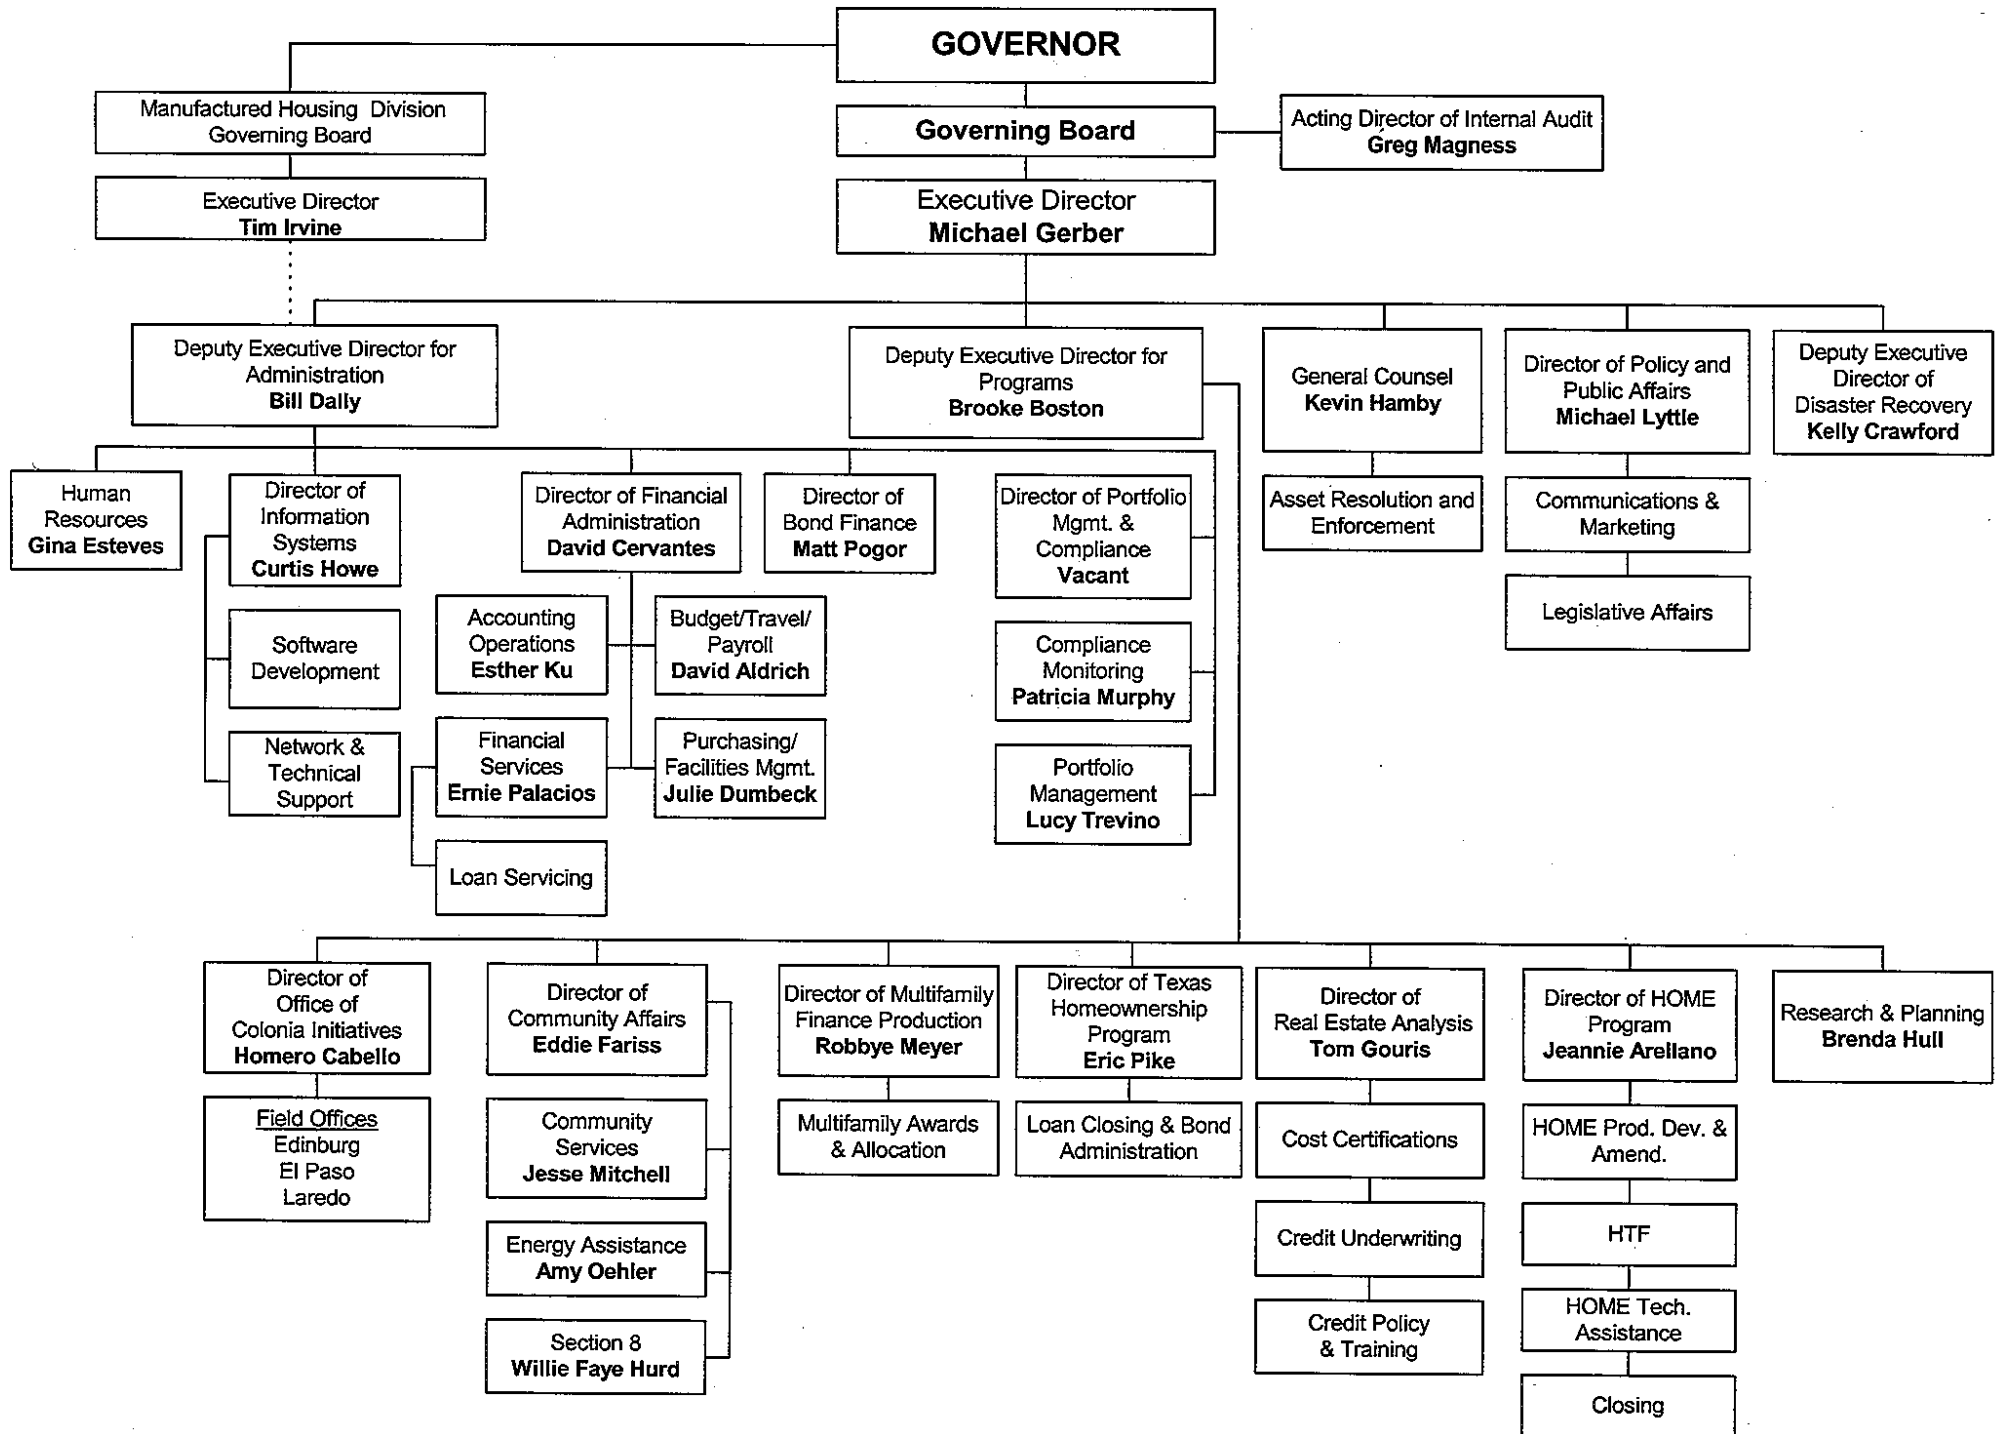 GOVERNOR
Manufactured Housing Division
Governing Board
Governing Board
Acting Director of Internal Audit
Greg Magness
Executive Director
Tim Irvine
Executive Director
Michael Gerber
Deputy Executive Director for
Administration
Bill Dally
Deputy Executive Director for
Programs
Brooke Boston
General Counsel
Kevin Hamby
Director of Policy and
Public Affairs
Michael Lyttle
Deputy Executive
Director of
Disaster Recovery
Kelly Crawford
Human
Resources
Gina Esteves
Director of
Information
Systems
Curtis Howe
Director of Financial
Administration
David Cervantes
Director of
Bond Finance
Matt Pogor
Director of Portfolio
Mgmt. &
Compliance
Vacant
Asset Resolution and
Enforcement
Communications &
Marketing
Legislative Affairs
Software
Development
Accounting
Operations
Esther Ku
Budget/Travel/
Payroll
David Aldrich
Compliance
Monitoring
Patricia Murphy
Network &
Technical
Support
Financial
Services
Ernie Palacios
Purchasing/
Facilities Mgmt.
Julie Dumbeck
Portfolio
Management
Lucy Trevino
Loan Servicing
Director of
Office of
Colonia Initiatives
Homero Cabello
Director of
Community Affairs
Eddie Fariss
Director of Multifamily
Finance Production
Robbye Meyer
Director of Texas
Homeownership
Program
Eric Pike
Director of
Real Estate Analysis
Tom Gouris
Director of HOME
Program
Jeannie Arellano
Research & Planning
Brenda Hull
Field Offices
Edinburg
El Paso
Laredo
Community
Services
Jesse Mitchell
Multifamily Awards
& Allocation
Loan Closing & Bond
Administration
Cost Certifications
HOME Prod. Dev. &
Amend.
Energy Assistance
Amy Oehler
Credit Underwriting
HTF
Section 8
Willie Faye Hurd
Credit Policy
& Training
HOME Tech.
Assistance
Closing